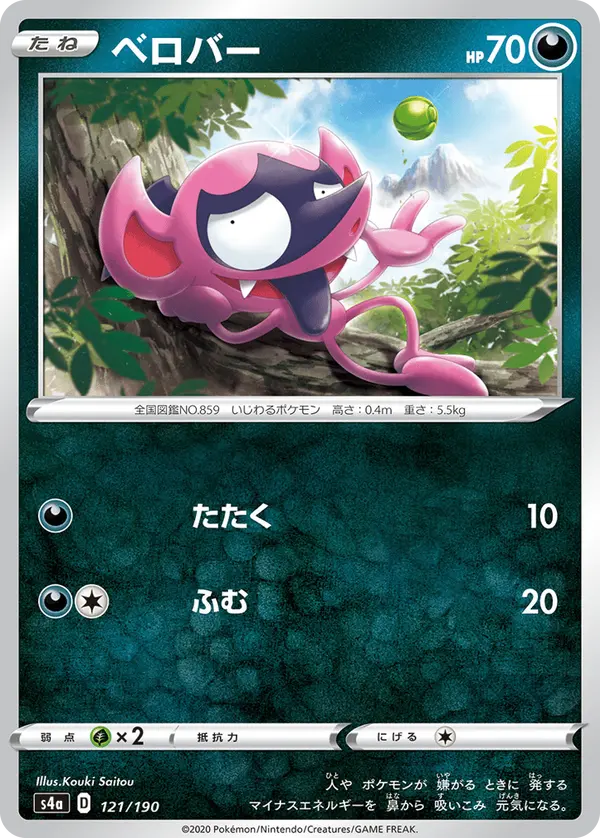 たね ベロバー HP70
全国図鑑NO.859 いじわるポケモン 高さ:0.4m 重さ:5.5kg
たたく 10
ふむ 20
弱点 ×2 抵抗力 にげる
Illus.Kouki Saitou
s4a D 121/190
人や ポケモンが 嫌がる ときに 発する
マイナスエネルギーを 鼻から 吸いこみ 元気になる。
©2020 Pokémon/Nintendo/Creatures/GAME FREAK.